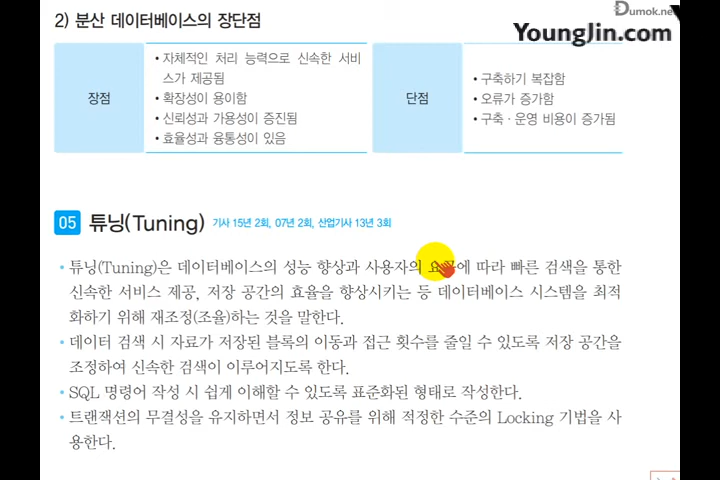 Dumok.ne
YoungJin.com
2) 분산 데이터베이스의 장단점
장점
• 자체적인 처리 능력으로 신속한 서비
스가 제공됨
• 확장성이 용이함
• 신뢰성과 가용성이 증진됨
• 효율성과 융통성이 있음
단점
• 구축하기 복잡함
• 오류가 증가함
• 구축 · 운영 비용이 증가됨
05 튜닝(Tuning) 기사 15년 2회, 07년 2회, 산업기사 13년 3회
• 튜닝(Tuning)은 데이터베이스의 성능 향상과 사용자의 요구에 따라 빠른 검색을 통한
신속한 서비스 제공, 저장 공간의 효율을 향상시키는 등 데이터베이스 시스템을 최적
화하기 위해 재조정(조율)하는 것을 말한다.
• 데이터 검색 시 자료가 저장된 블록의 이동과 접근 횟수를 줄일 수 있도록 저장 공간을
조정하여 신속한 검색이 이루어지도록 한다.
• SQL 명령어 작성 시 쉽게 이해할 수 있도록 표준화된 형태로 작성한다.
• 트랜잭션의 무결성을 유지하면서 정보 공유를 위해 적정한 수준의 Locking 기법을 사
용한다.